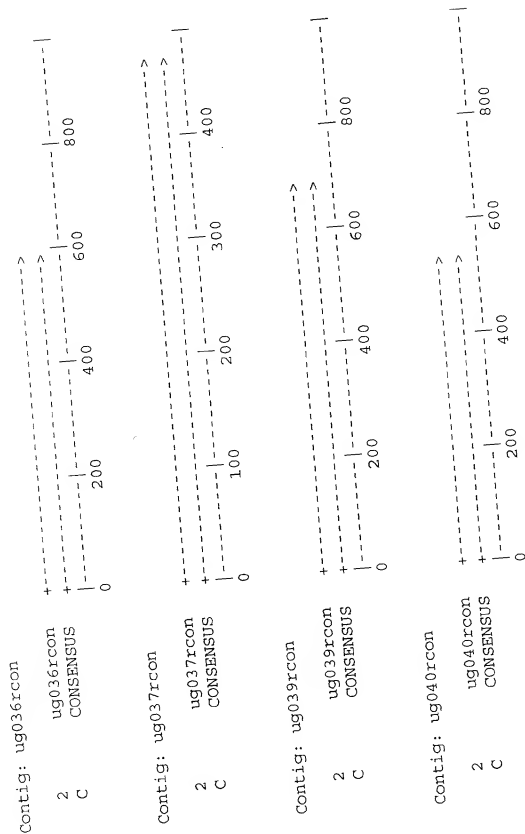 Contig: ug036rcon
2 ug036rcon
C CONSENSUS
0 200 400 600 800
Contig: ug037rcon
2 ug037rcon
C CONSENSUS
0 100 200 300 400
Contig: ug039rcon
2 ug039rcon
C CONSENSUS
0 200 400 600 800
Contig: ug040rcon
2 ug040rcon
C CONSENSUS
0 200 400 600 800